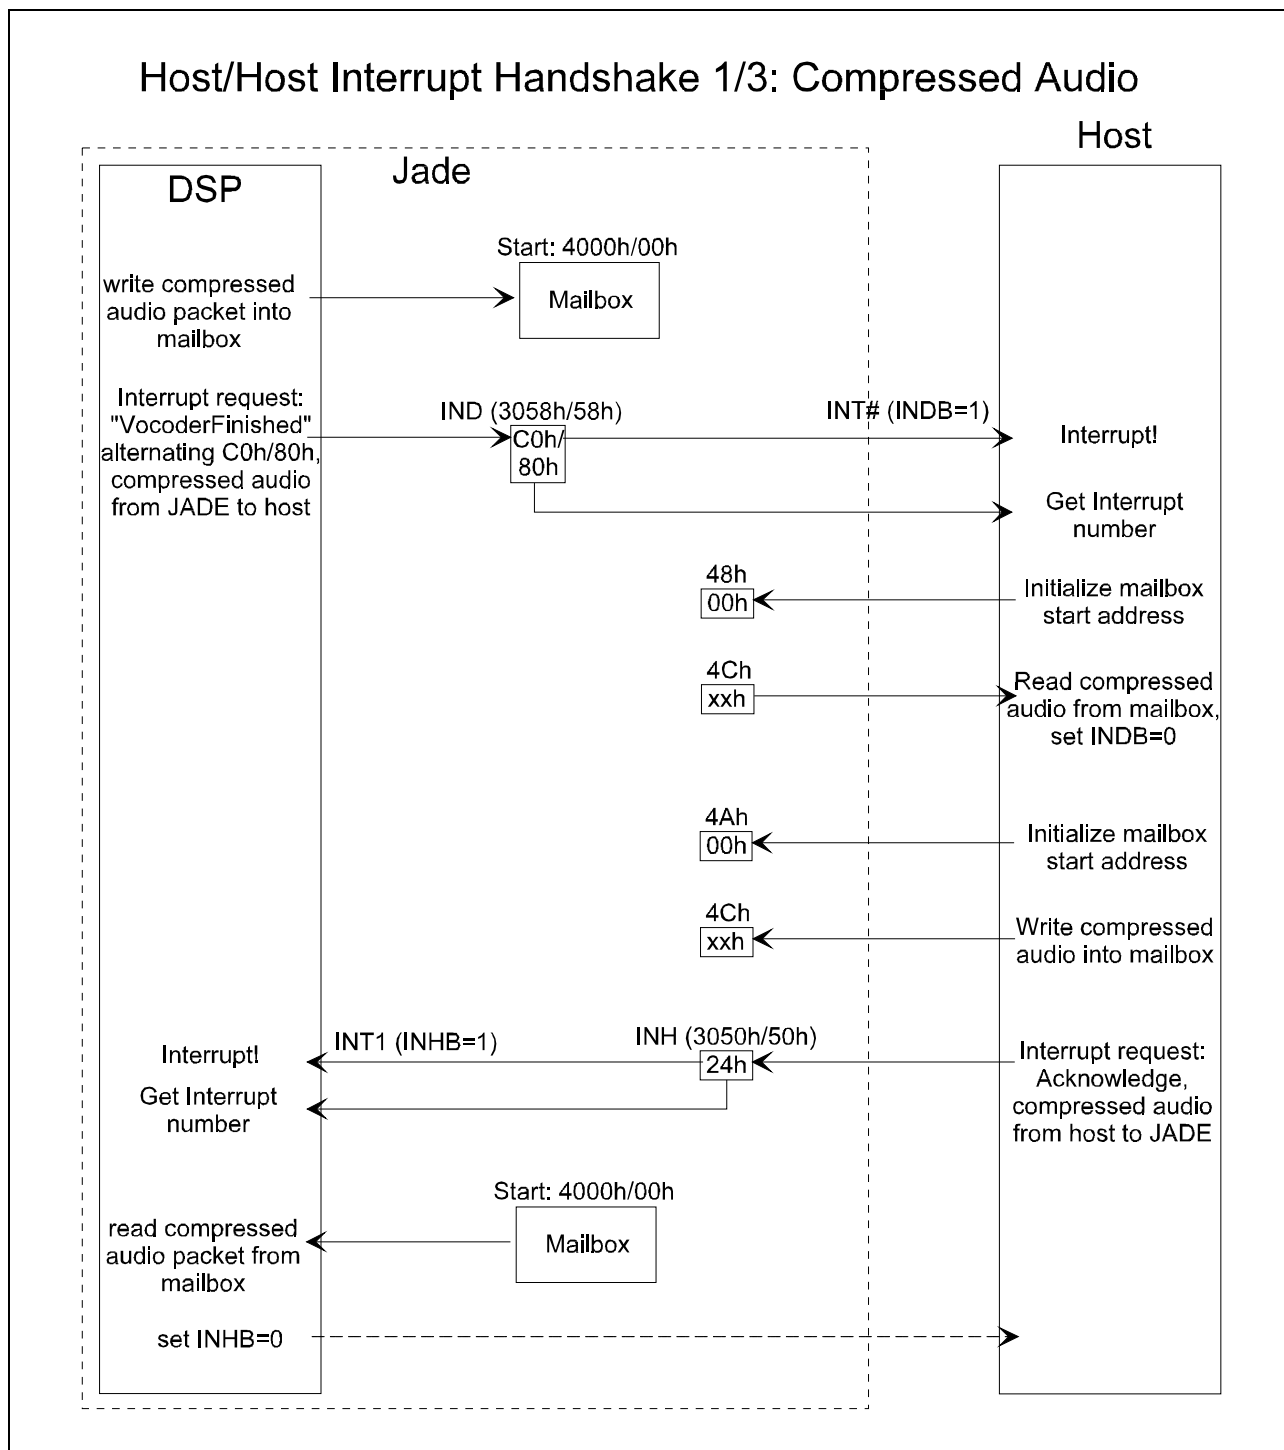 Host/Host Interrupt Handshake 1/3: Compressed Audio
Host
Jade
DSP
Start: 4000h/00h
write compressed
audio packet into
mailbox
Mailbox
Interrupt request:
"VocoderFinished"
alternating C0h/80h,
compressed audio
from JADE to host
IND (3058h/58h)
C0h/
80h
INT# (INDB=1)
Interrupt!
Get Interrupt
number
48h
00h
Initialize mailbox
start address
4Ch
xxh
Read compressed
audio from mailbox,
set INDB=0
4Ah
00h
Initialize mailbox
start address
4Ch
xxh
Write compressed
audio into mailbox
Interrupt!
INT1 (INHB=1)
INH (3050h/50h)
24h
Interrupt request:
Acknowledge,
compressed audio
from host to JADE
Get Interrupt
number
Start: 4000h/00h
read compressed
audio packet from
mailbox
Mailbox
set INHB=0